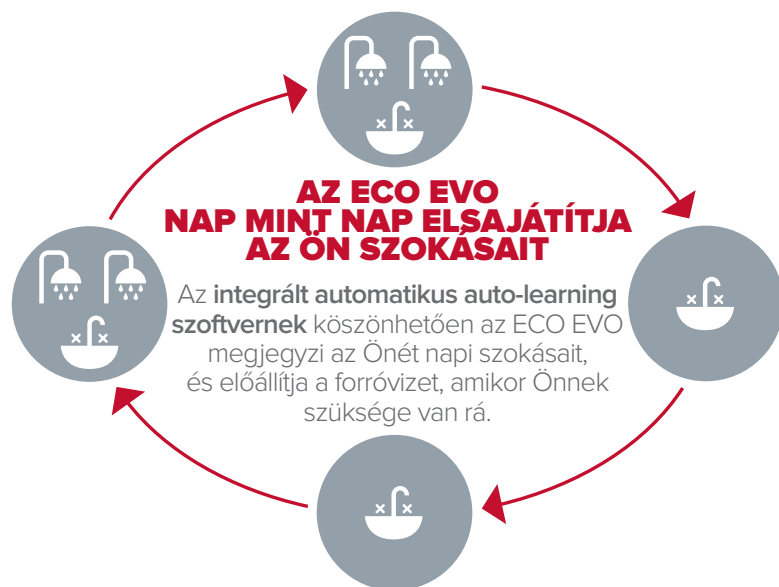 AZ ECO EVO
NAP MINT NAP ELSAJÁTÍTJA
AZ ÖN SZOKÁSAIT
Az integrált automatikus auto-learning
szoftvernek köszönhetően az ECO EVO
megjegyzi az Önét napi szokásait,
és előállítja a forróvizet, amikor Önnek
szüksége van rá.